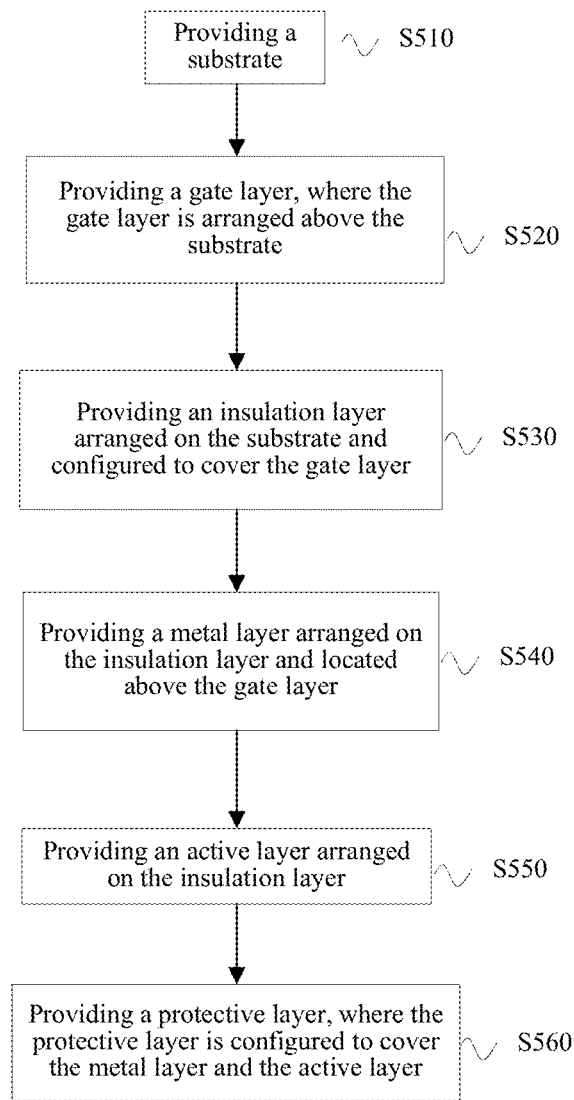 Providing a
substrate
S510
Providing a gate layer, where the
gate layer is arranged above the
substrate
S520
Providing an insulation layer
arranged on the substrate and
configured to cover the gate layer
S530
Providing a metal layer arranged on
the insulation layer and located
above the gate layer
S540
Providing an active layer arranged
on the insulation layer
S550
Providing a protective layer, where the
protective layer is configured to cover
the metal layer and the active layer
S560